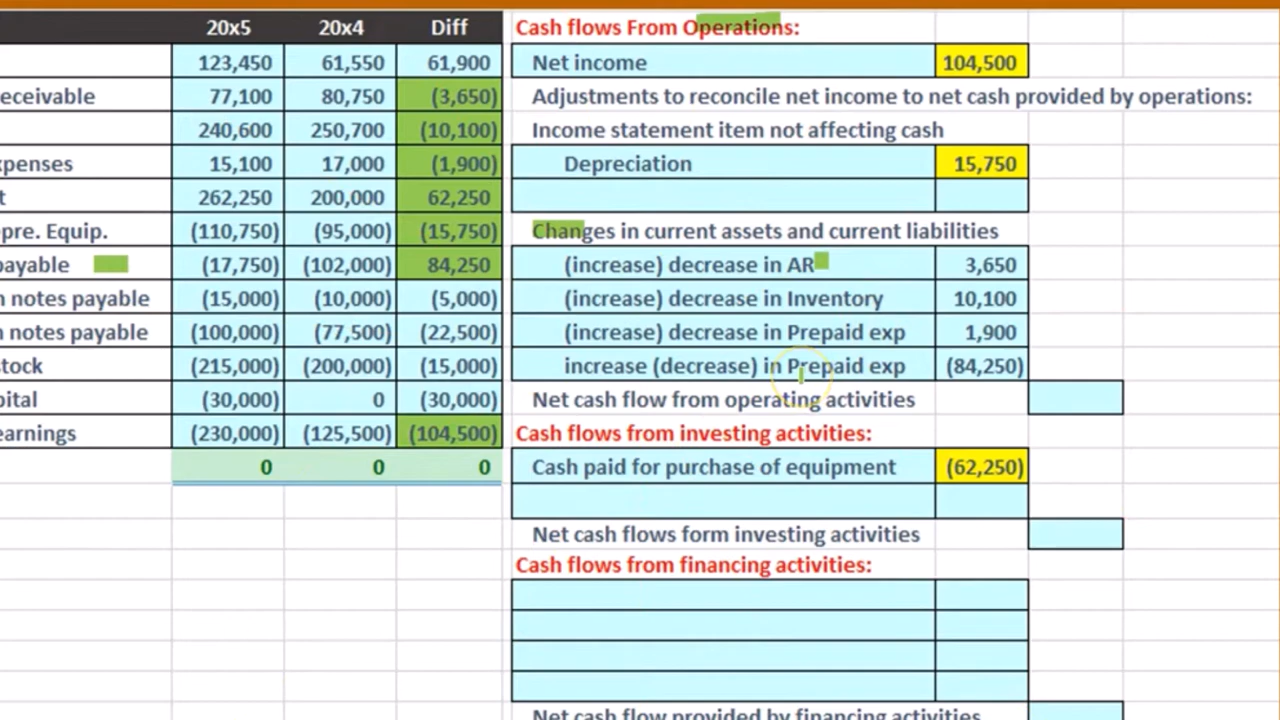 20x5 20x4 Diff Cash flows From Operations:
123,450 61,550 61,900 Net income 104,500
eceivable 77,100 80,750 (3,650) Adjustments to reconcile net income to net cash provided by operations:
240,600 250,700 (10,100) Income statement item not affecting cash
xpenses 15,100 17,000 (1,900) Depreciation 15,750
t 262,250 200,000 62,250
pre. Equip. (110,750) (95,000) (15,750) Changes in current assets and current liabilities
payable (17,750) (102,000) 84,250 (increase) decrease in AR 3,650
n notes payable (15,000) (10,000) (5,000) (increase) decrease in Inventory 10,100
n notes payable (100,000) (77,500) (22,500) (increase) decrease in Prepaid exp 1,900
tock (215,000) (200,000) (15,000) increase (decrease) in Prepaid exp (84,250)
pital (30,000) 0 (30,000) Net cash flow from operating activities
earnings (230,000) (125,500) (104,500) Cash flows from investing activities:
0 0 0 Cash paid for purchase of equipment (62,250)
Net cash flows form investing activities
Cash flows from financing activities:
Net cash flow provided by financing activities